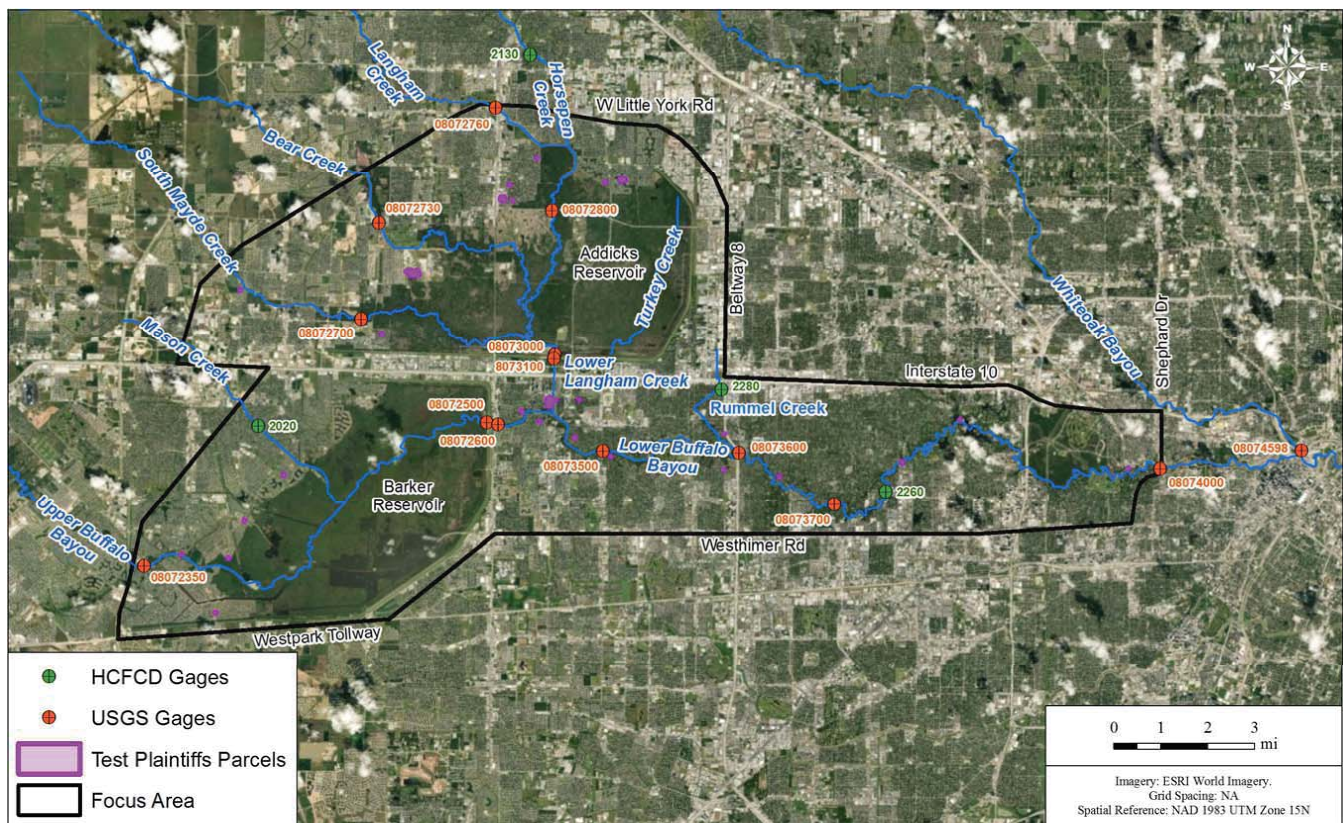 Langham
Creek
2130
Horsepen
Creek
W Little York Rd
08072760
Bear Creek
South Mayde Creek
08072730
08072800
Addicks
Reservoir
Turkey Creek
Beltway 8
Whiteoak Bayou
Shephard Dr
N
W
E
S
Mason Creek
08072700
08073000
8073100
Lower
Langham Creek
Interstate 10
2280
Rummel Creek
08072500
2020
08072600
08073500
Lower Buffalo
Bayou
08073600
08074598
08074000
2260
08073700
Barker
Reservoir
Upper Buffalo
Bayou
08072350
Westhimer Rd
Westpark Tollway
HCFCD Gages
USGS Gages
Test Plaintiffs Parcels
Focus Area
0 1 2 3
mi
Imagery: ESRI World Imagery.
Grid Spacing: NA
Spatial Reference: NAD 1983 UTM Zone 15N